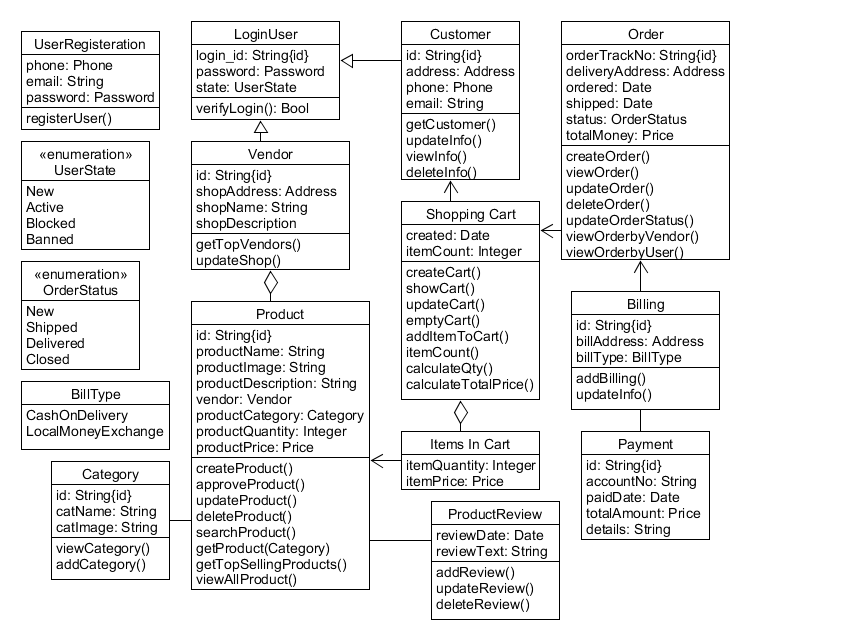 UserRegisteration
phone: Phone
email: String
password: Password
registerUser()
«enumeration»
UserState
New
Active
Blocked
Banned
«enumeration»
OrderStatus
New
Shipped
Delivered
Closed
BillType
CashOnDelivery
LocalMoneyExchange
Category
id: String{id}
catName: String
catImage: String
viewCategory()
addCategory()
LoginUser
login_id: String{id}
password: Password
state: UserState
verifyLogin(): Bool
Vendor
id: String{id}
shopAddress: Address
shopName: String
shopDescription
getTopVendors()
updateShop()
Product
id: String{id}
productName: String
productImage: String
productDescription: String
vendor: Vendor
productCategory: Category
productQuantity: Integer
productPrice: Price
createProduct()
approveProduct()
updateProduct()
deleteProduct()
searchProduct()
getProduct(Category)
getTopSellingProducts()
viewAllProduct()
Customer
id: String{id}
address: Address
phone: Phone
email: String
getCustomer()
updateInfo()
viewInfo()
deleteInfo()
Shopping Cart
created: Date
itemCount: Integer
createCart()
showCart()
updateCart()
emptyCart()
addItemToCart()
itemCount()
calculateQty()
calculateTotalPrice()
Items In Cart
itemQuantity: Integer
itemPrice: Price
ProductReview
reviewDate: Date
reviewText: String
addReview()
updateReview()
deleteReview()
Order
orderTrackNo: String{id}
deliveryAddress: Address
ordered: Date
shipped: Date
status: OrderStatus
totalMoney: Price
createOrder()
viewOrder()
updateOrder()
deleteOrder()
updateOrderStatus()
viewOrderbyVendor()
viewOrderbyUser()
Billing
id: String{id}
billAddress: Address
billType: BillType
addBilling()
updateInfo()
Payment
id: String{id}
accountNo: String
paidDate: Date
totalAmount: Price
details: String